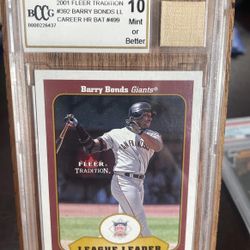 BCCG
0000226437
2001 FLEER TRADITION
#392 BARRY BONDS LL
CAREER HR BAT #499
10
Mint
or
Better
Barry Bonds Giants
FLEER
TRADITION
LEAGUE LEADER